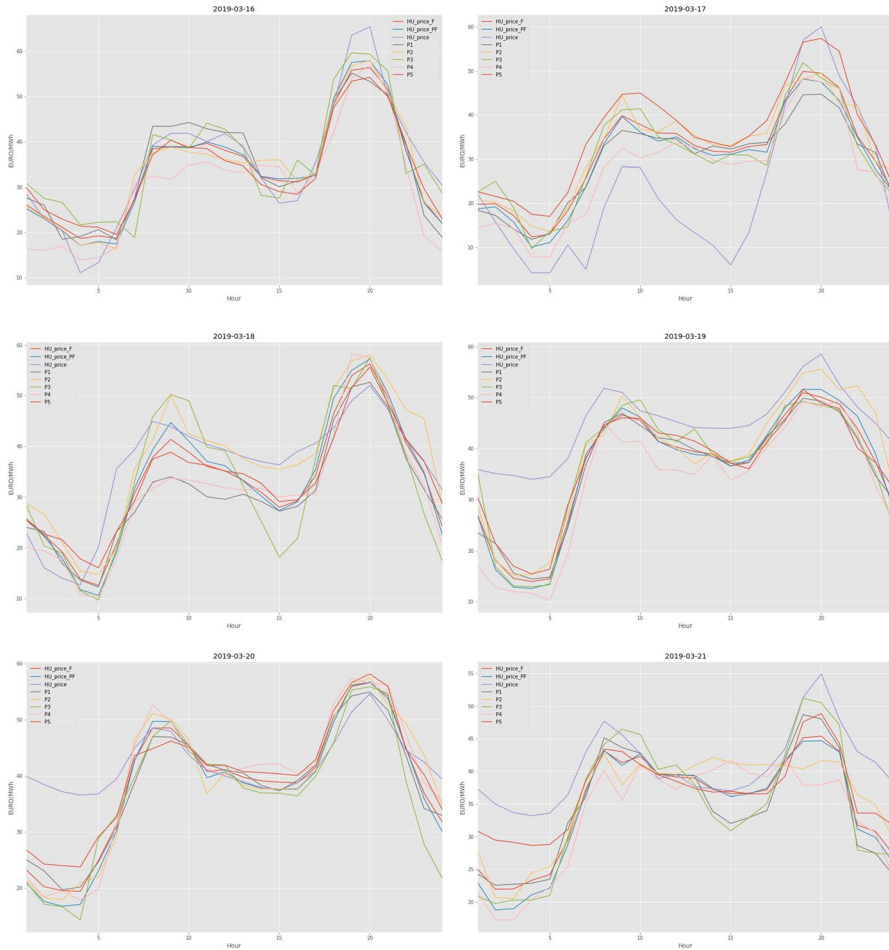 2019-03-16
EURO/MWh
60
50
40
30
20
10
HU_price_F
HU_price_PF
HU_price
P1
P2
P3
P4
P5
5
10
15
20
Hour
2019-03-17
EURO/MWh
60
50
40
30
20
10
HU_price_F
HU_price_PF
HU_price
P1
P2
P3
P4
P5
5
10
15
20
Hour
2019-03-18
EURO/MWh
60
50
40
30
20
10
HU_price_F
HU_price_PF
HU_price
P1
P2
P3
P4
P5
5
10
15
20
Hour
2019-03-19
EURO/MWh
60
50
40
30
20
10
HU_price_F
HU_price_PF
HU_price
P1
P2
P3
P4
P5
5
10
15
20
Hour
2019-03-20
EURO/MWh
60
50
40
30
20
HU_price_F
HU_price_PF
HU_price
P1
P2
P3
P4
P5
5
10
15
20
Hour
2019-03-21
EURO/MWh
55
50
45
40
35
30
25
20
HU_price_F
HU_price_PF
HU_price
P1
P2
P3
P4
P5
5
10
15
20
Hour